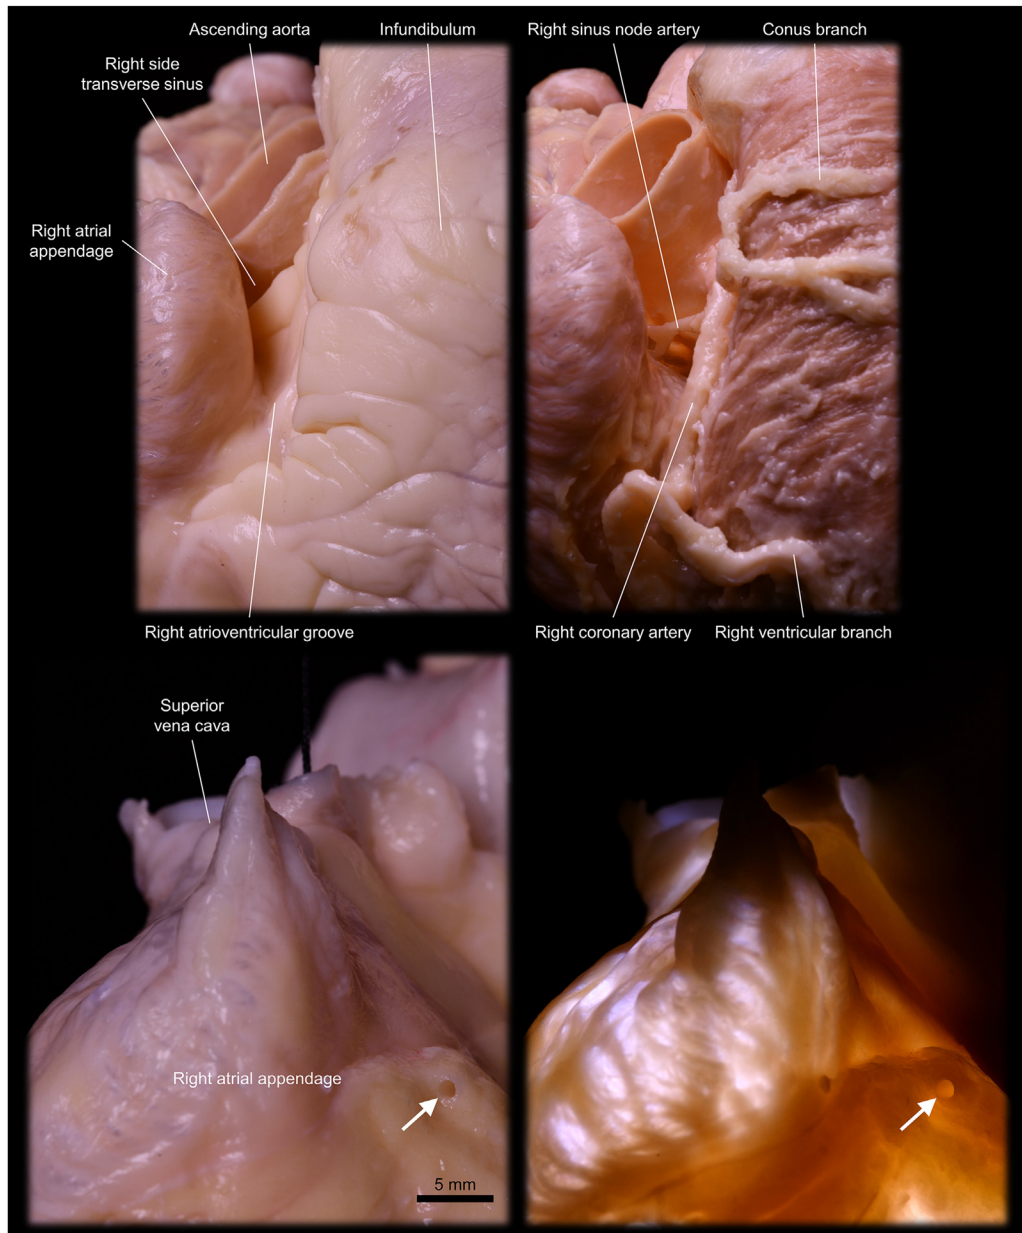 Ascending aorta
Infundibulum
Right sinus node artery
Conus branch
Right side
transverse sinus
Right atrial
appendage
Right atrioventricular groove
Right coronary artery
Right ventricular branch
Superior
vena cava
Right atrial appendage
5 mm